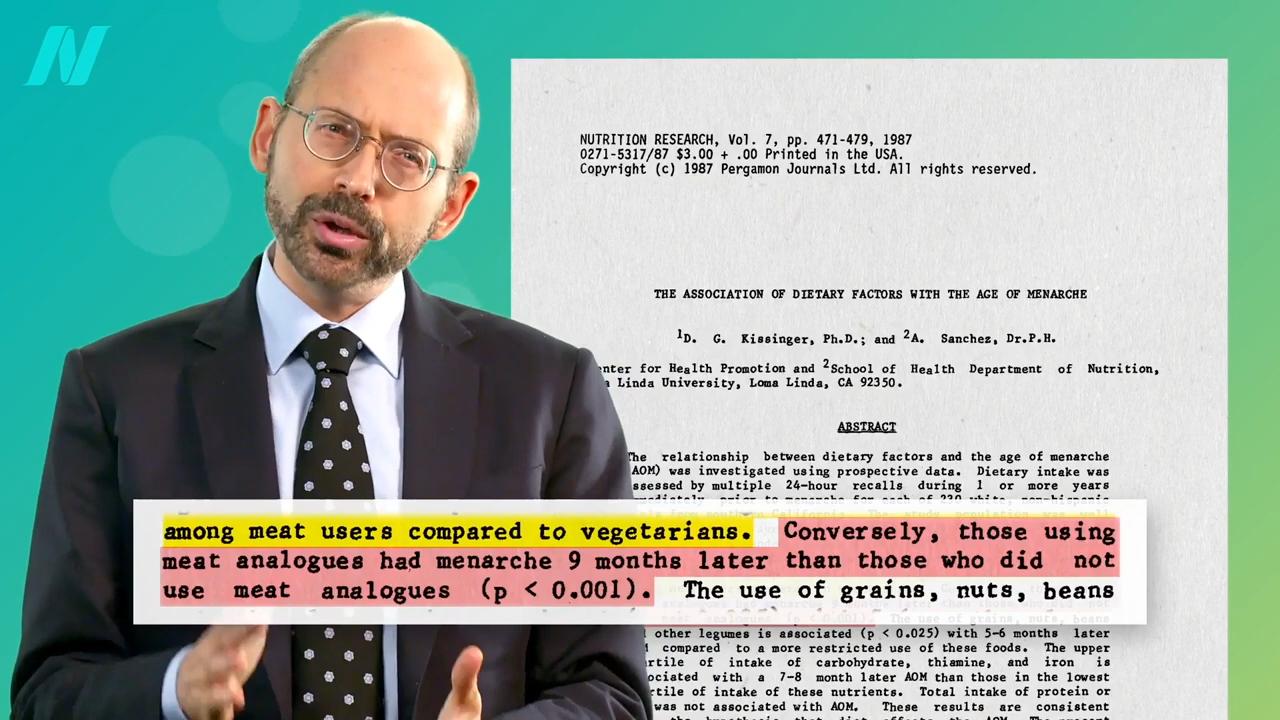 NUTRITION RESEARCH, Vol. 7, pp. 471-479, 1987
0271-5317/87 $3.00 + .00 Printed in the USA.
Copyright (c) 1987 Pergamon Journals Ltd. All rights reserved.
THE ASSOCIATION OF DIETARY FACTORS WITH THE AGE OF MENARCHE
1D. G. Kissinger, Ph.D.; and 2A. Sanchez, Dr.P.H.
enter for Health Promotion and 2School of Health Department of Nutrition,
a Linda University, Loma Linda, CA 92350.
ABSTRACT
The relationship between dietary factors and the age of menarche
AOM) was investigated using prospective data. Dietary intake was
ssessed by multiple 24-hour recalls during 1 or more years
among meat users compared to vegetarians. Conversely, those using
meat analogues had menarche 9 months later than those who did not
use meat analogues (p < 0.001). The use of grains, nuts, beans
other legumes is associated (p < 0.025) with 5-6 months later
compared to a more restricted use of these foods. The upper
rtile of intake of carbohydrate, thiamine, and iron is
ociated with a 7-8 month later AOM than those in the lowest
rtile of intake of these nutrients. Total intake of protein or
was not associated with AOM. These results are consistent